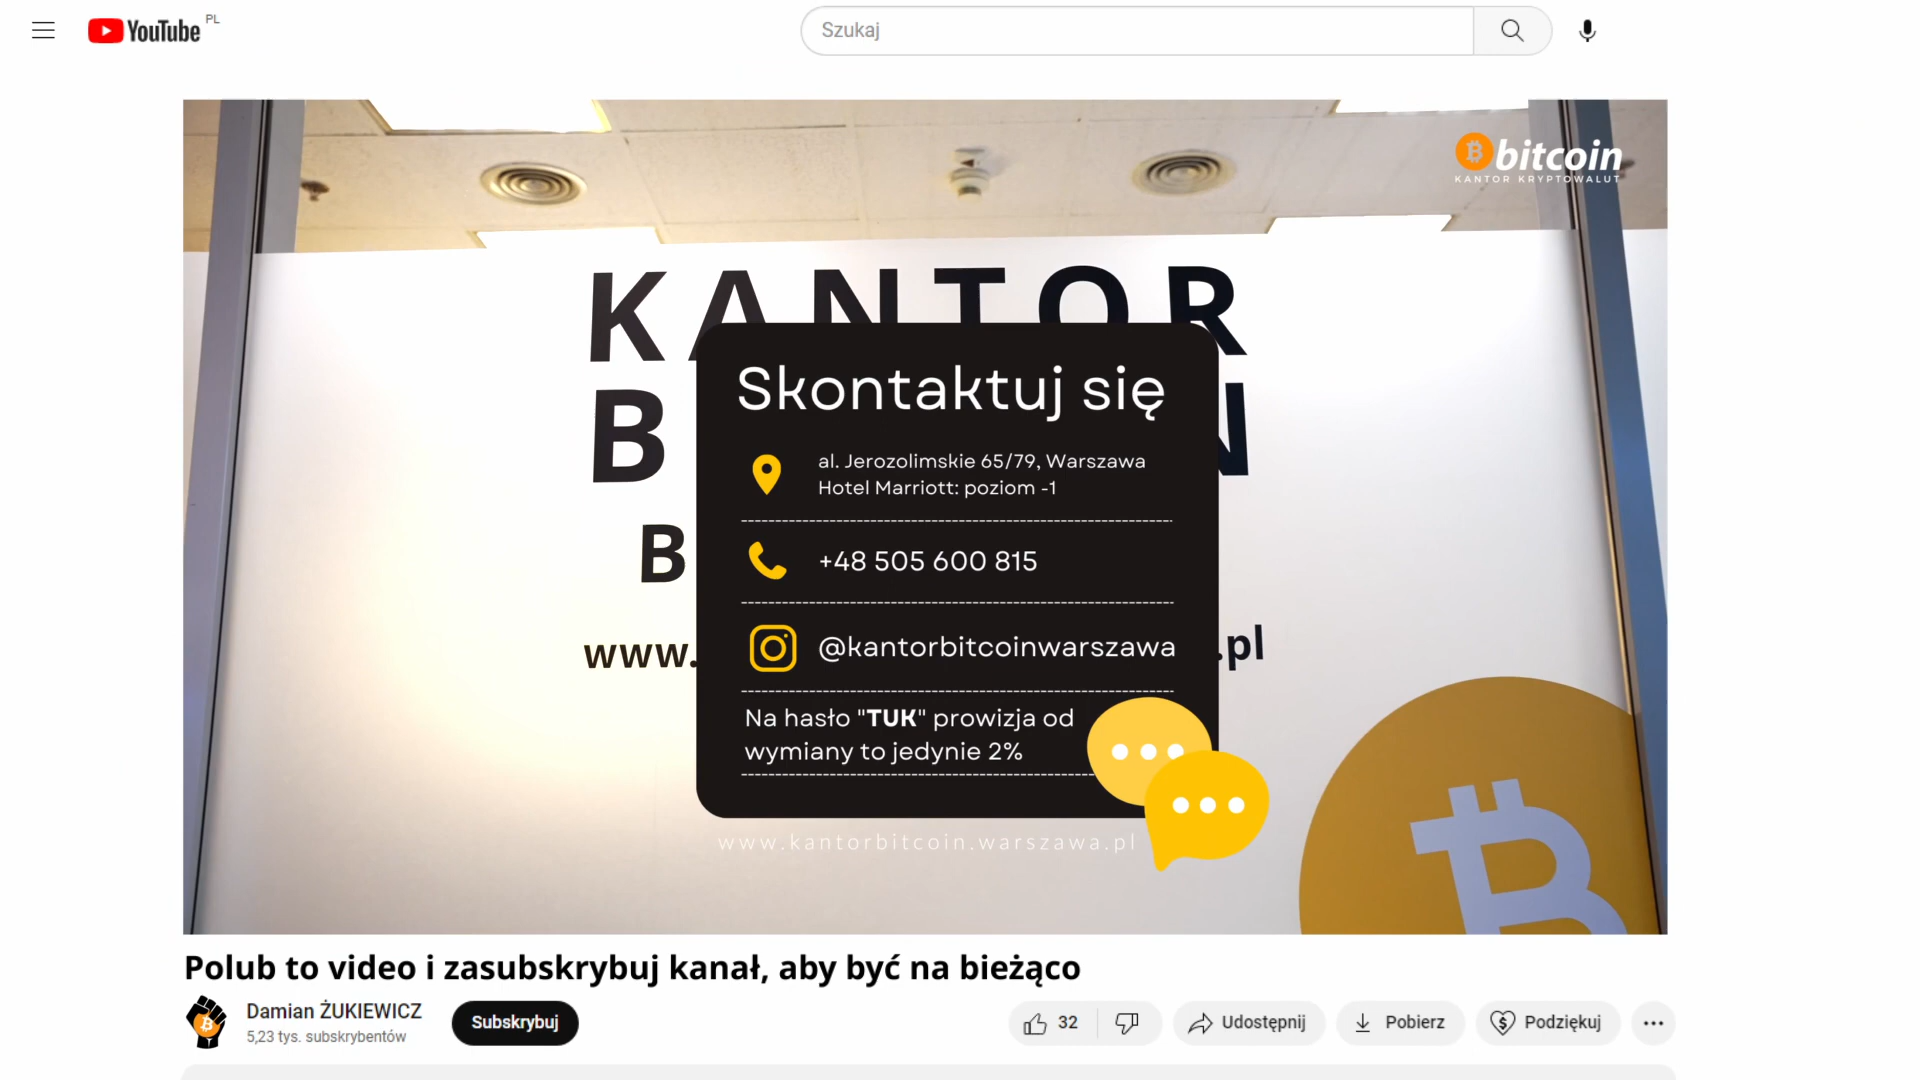 YouTube PL
Szukaj
bitcoin
KANTOR KRYPTOWALUT
KANTOR
Skontaktuj się
al. Jerozolimskie 65/79, Warszawa
Hotel Marriott: poziom -1
+48 505 600 815
@kantorbitcoinwarszawa
Na hasło "TUK" prowizja od
wymiany to jedynie 2%
www. .pl
www.kantorbitcoin.warszawa.pl
Polub to video i zasubskrybuj kanał, aby być na bieżąco
Damian ŻUKIEWICZ
5,23 tys. subskrybentów
Subskrybuj
32
Udostępnij
Pobierz
Podziękuj